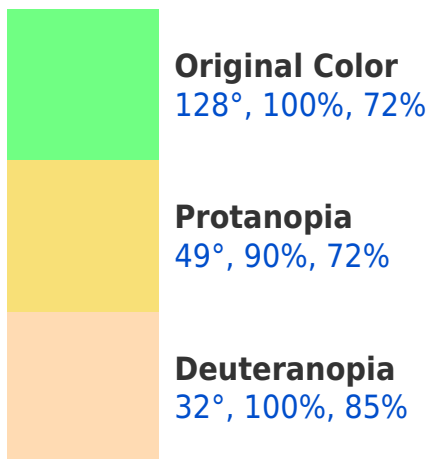 Original Color
128°, 100%, 72%
Protanopia
49°, 90%, 72%
Deuteranopia
32°, 100%, 85%